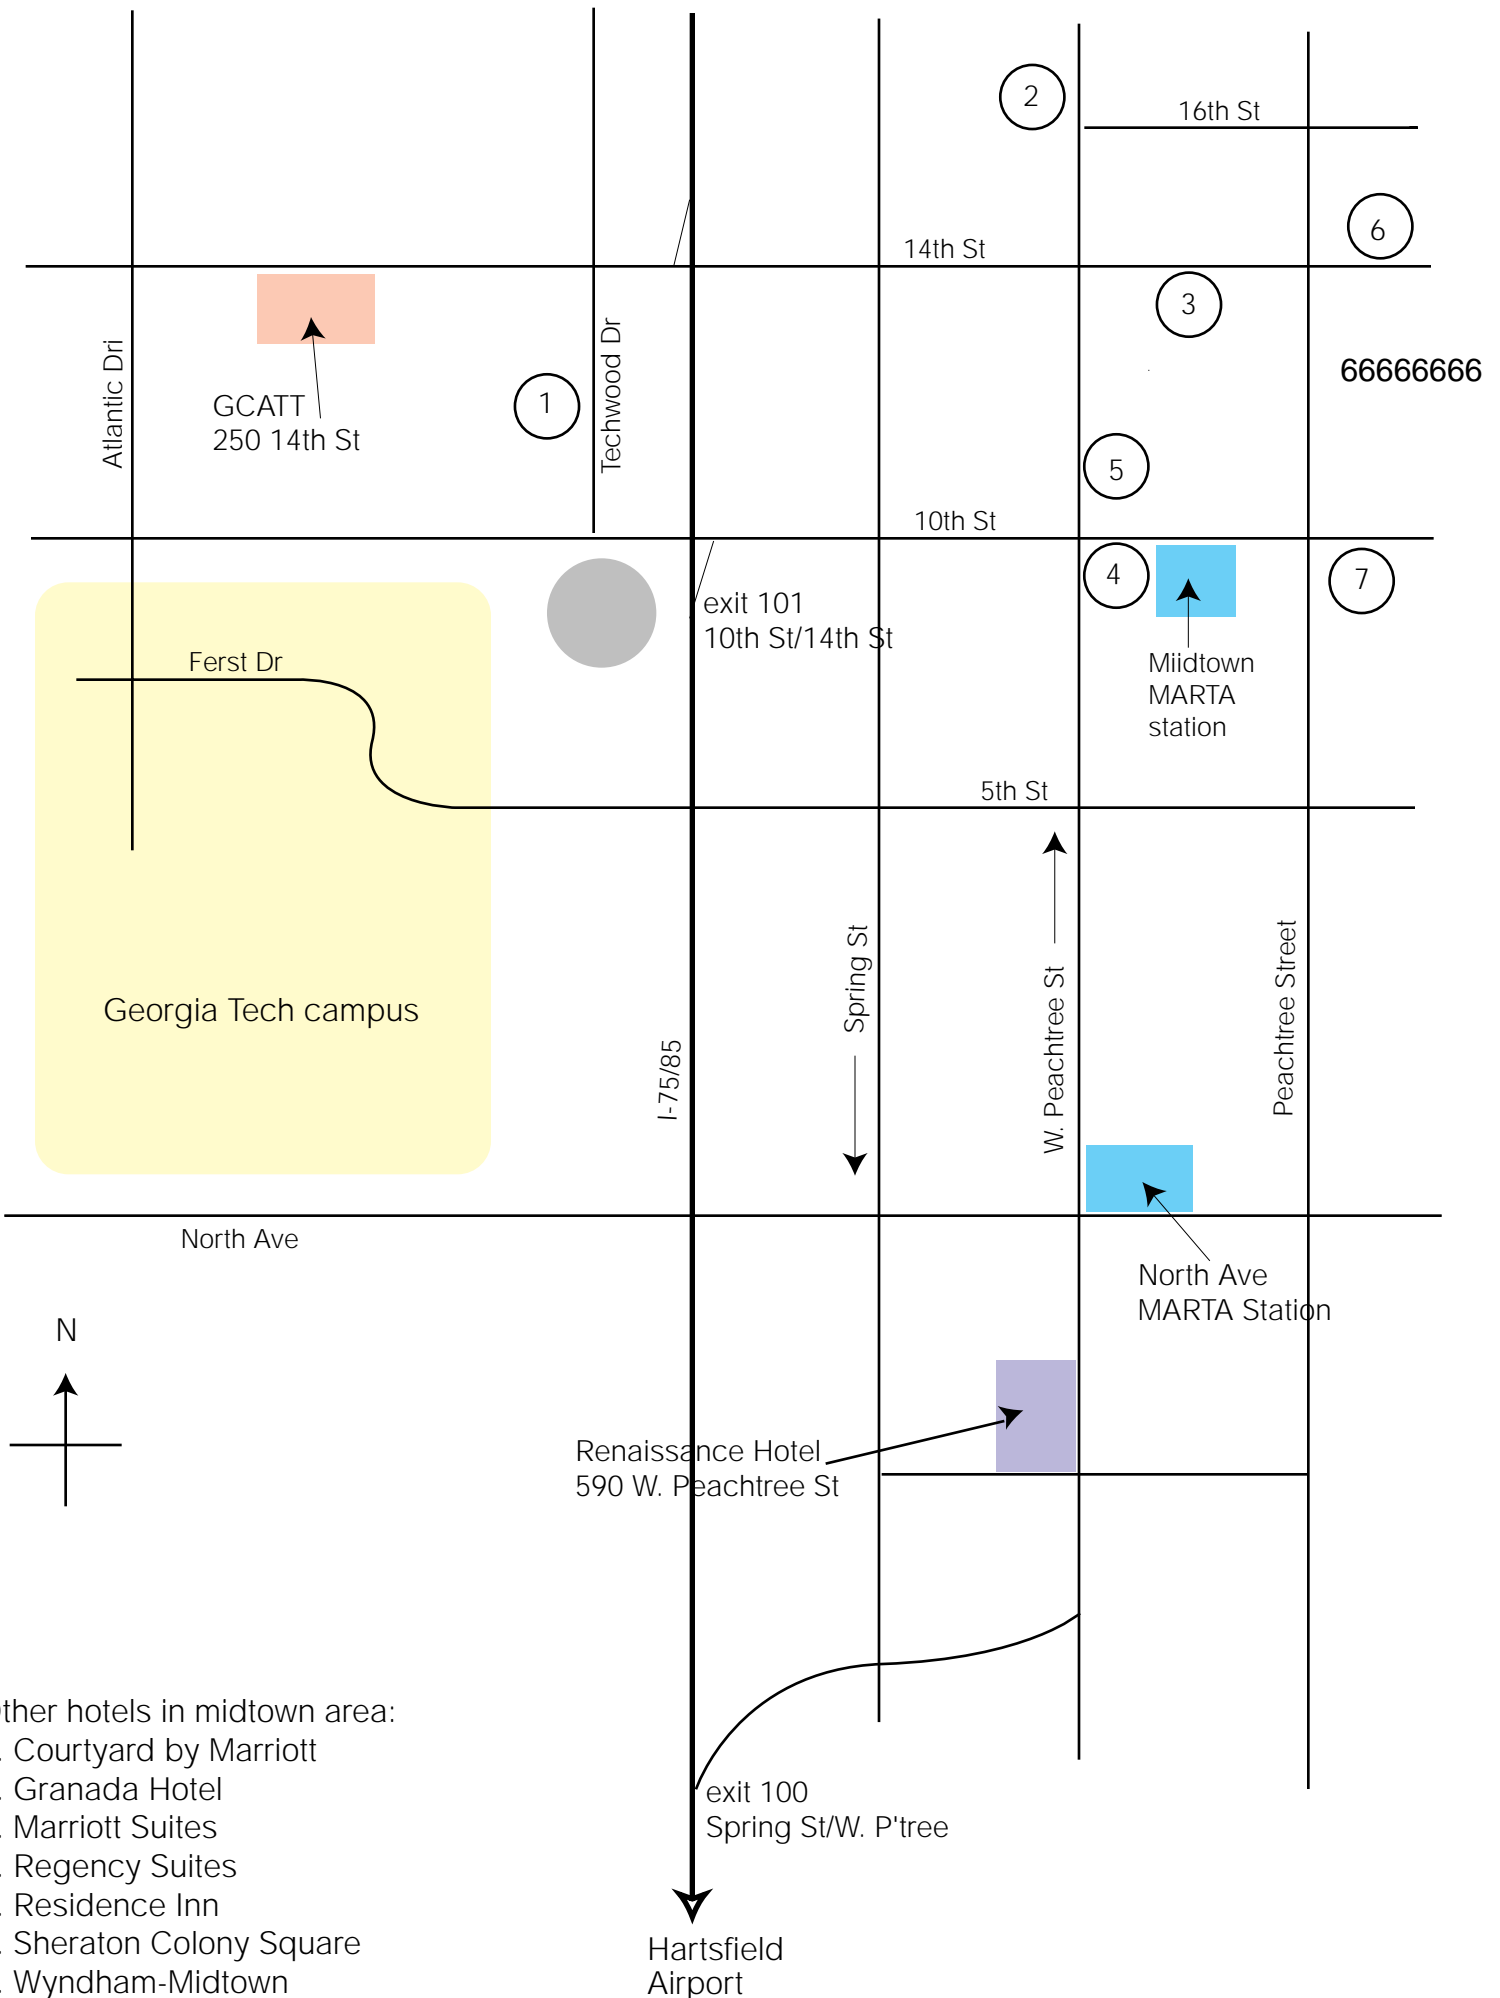 2
16th St
6
14th St
3
Atlantic Dri
GCATT
250 14th St
1
Techwood Dr
66666666
5
10th St
4
7
exit 101
10th St/14th St
Ferst Dr
Miidtown
MARTA
station
5th St
Georgia Tech campus
I-75/85
Spring St
W. Peachtree St
Peachtree Street
North Ave
North Ave
MARTA Station
N
Renaissance Hotel
590 W. Peachtree St
ther hotels in midtown area:
. Courtyard by Marriott
. Granada Hotel
. Marriott Suites
. Regency Suites
. Residence Inn
. Sheraton Colony Square
. Wyndham-Midtown
exit 100
Spring St/W. P'tree
Hartsfield
Airport